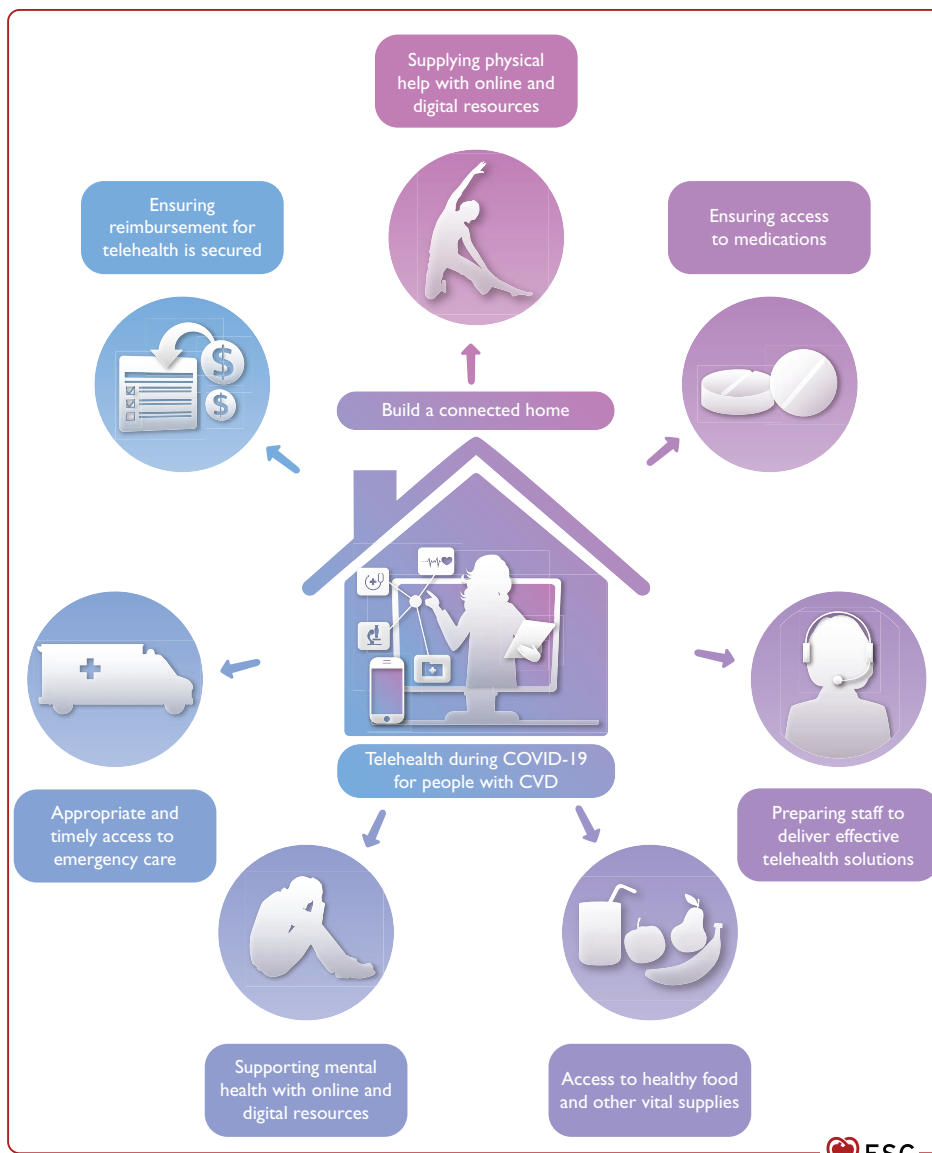 Supplying physical
help with online and
digital resources
Ensuring
reimbursement for
telehealth is secured
Ensuring access
to medications
$
$
Build a connected home
Telehealth during COVID-19
for people with CVD
Appropriate and
timely access to
emergency care
Preparing staff to
deliver effective
telehealth solutions
Supporting mental
health with online and
digital resources
Access to healthy food
and other vital supplies
ESC